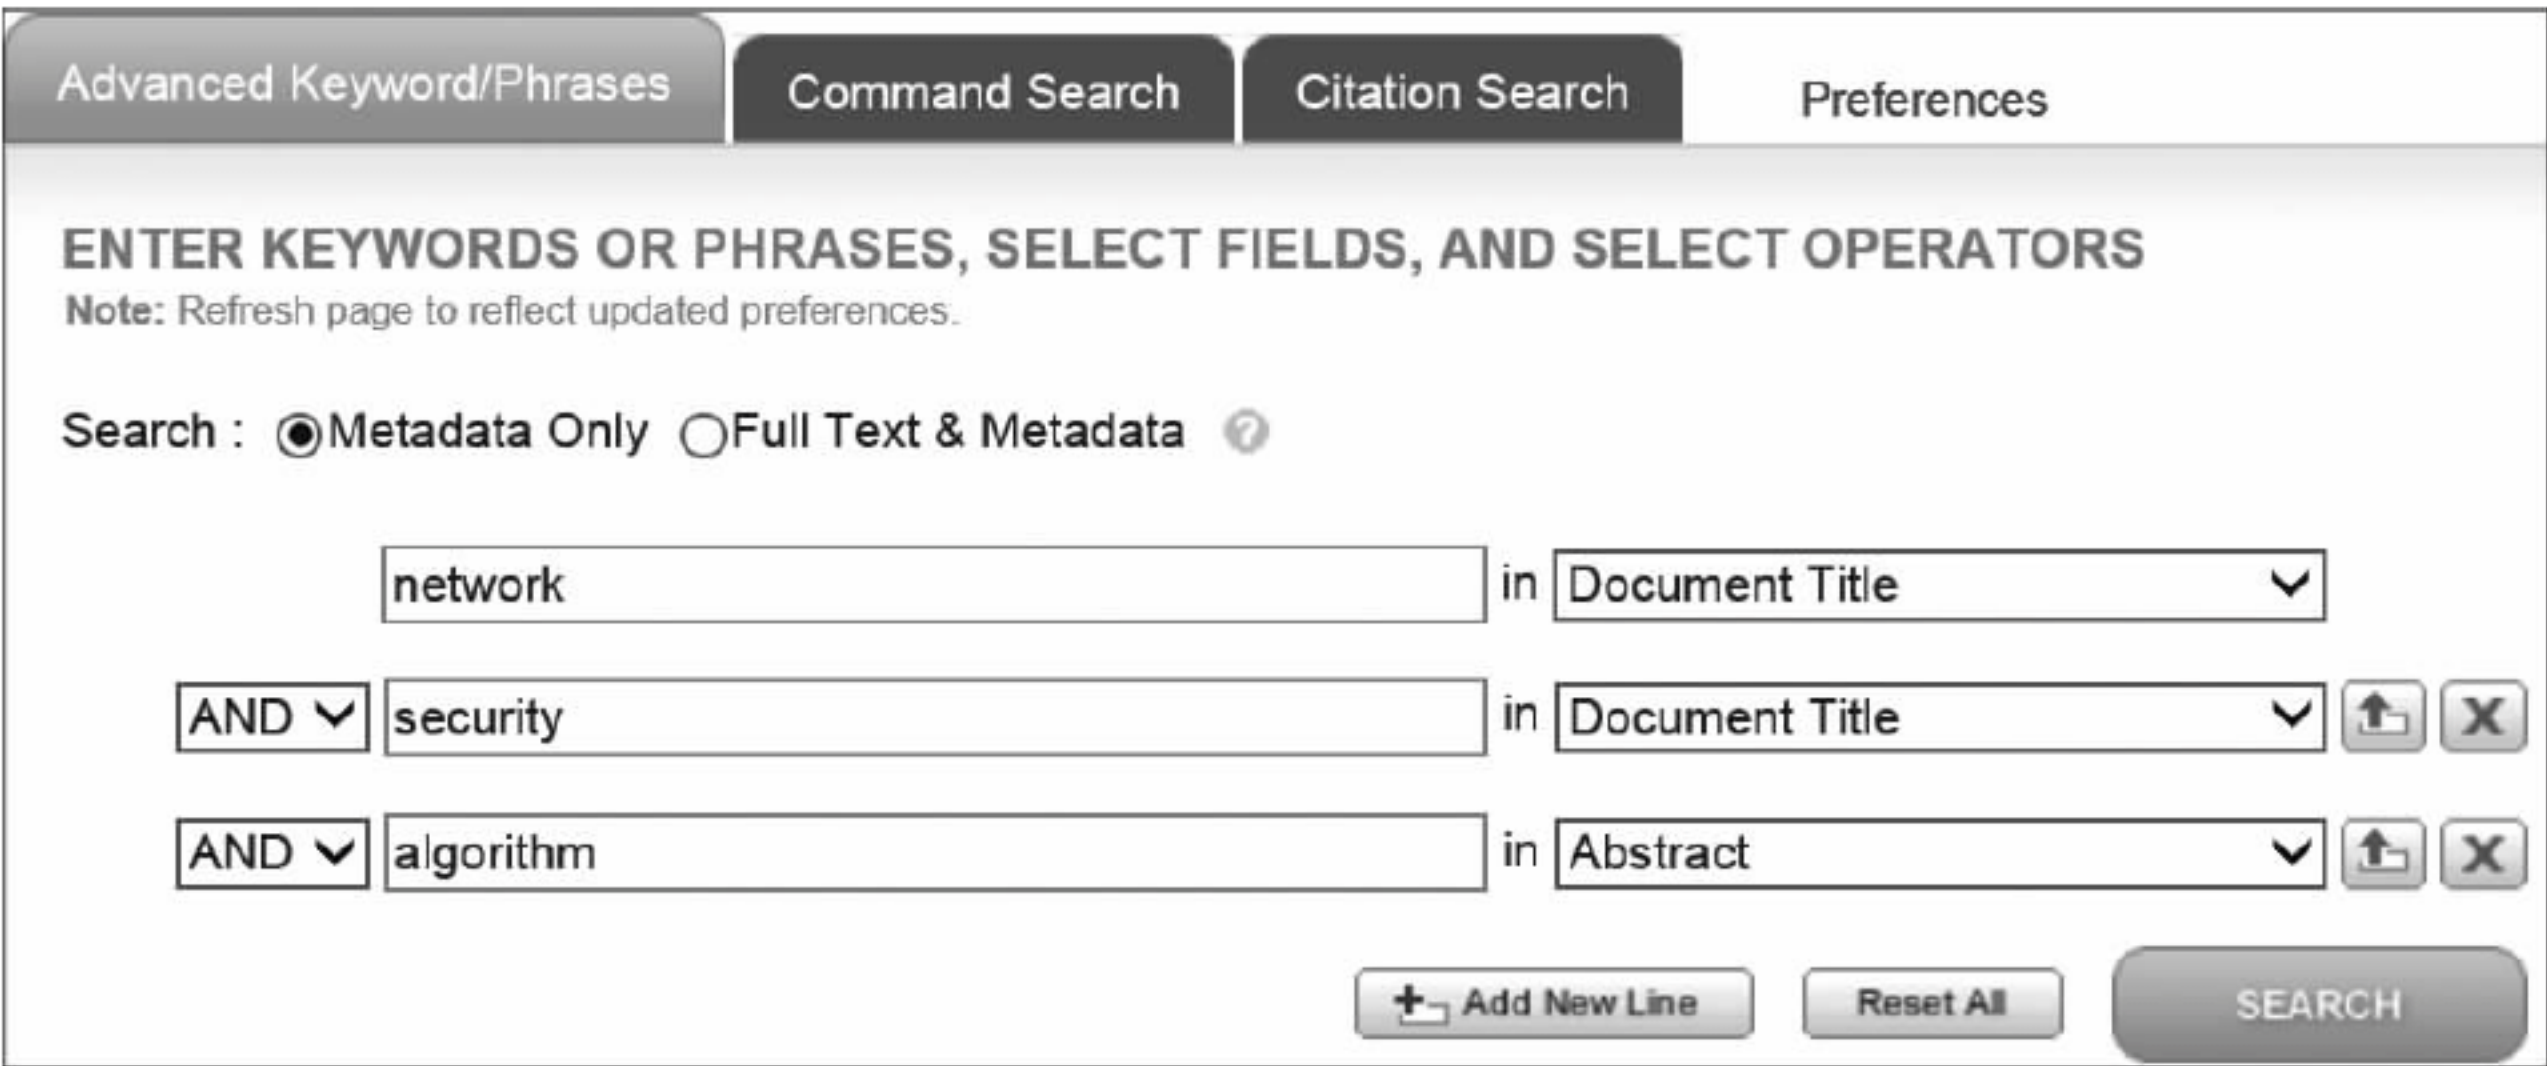 Advanced Keyword/Phrases Command Search Citation Search Preferences
ENTER KEYWORDS OR PHRASES, SELECT FIELDS, AND SELECT OPERATORS
Note: Refresh page to reflect updated preferences.
Search : Metadata Only Full Text & Metadata ?
network in Document Title
AND security in Document Title X
AND algorithm in Abstract X
Add New Line Reset All SEARCH